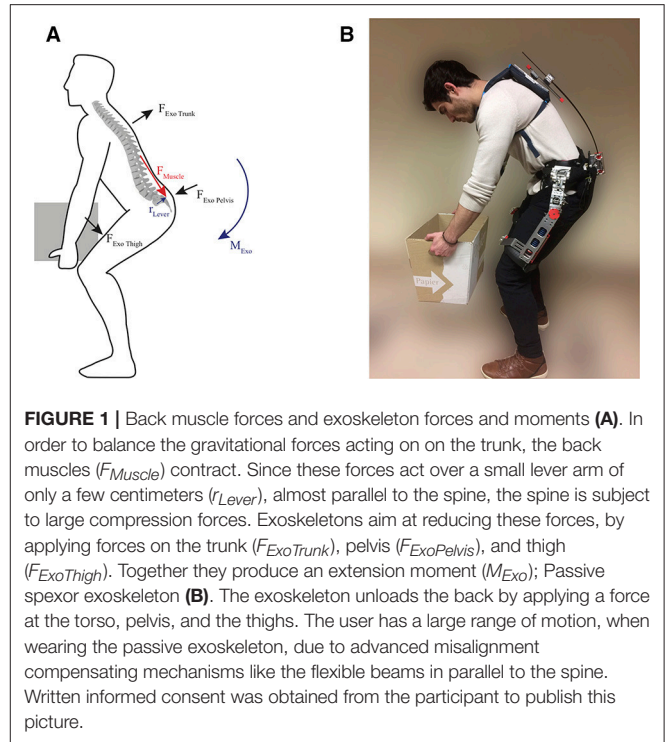 A
B
F Exo Trunk
F Muscle
F Exo Pelvis
r Lever
F Exo Thigh
M Exo
Papier
FIGURE 1 | Back muscle forces and exoskeleton forces and moments (A). In
order to balance the gravitational forces acting on on the trunk, the back
muscles (FMuscle) contract. Since these forces act over a small lever arm of
only a few centimeters (rLever), almost parallel to the spine, the spine is subject
to large compression forces. Exoskeletons aim at reducing these forces, by
applying forces on the trunk (FExoTrunk), pelvis (FExoPelvis), and thigh
(FExoThigh). Together they produce an extension moment (MExo); Passive
spexor exoskeleton (B). The exoskeleton unloads the back by applying a force
at the torso, pelvis, and the thighs. The user has a large range of motion, when
wearing the passive exoskeleton, due to advanced misalignment
compensating mechanisms like the flexible beams in parallel to the spine.
Written informed consent was obtained from the participant to publish this
picture.